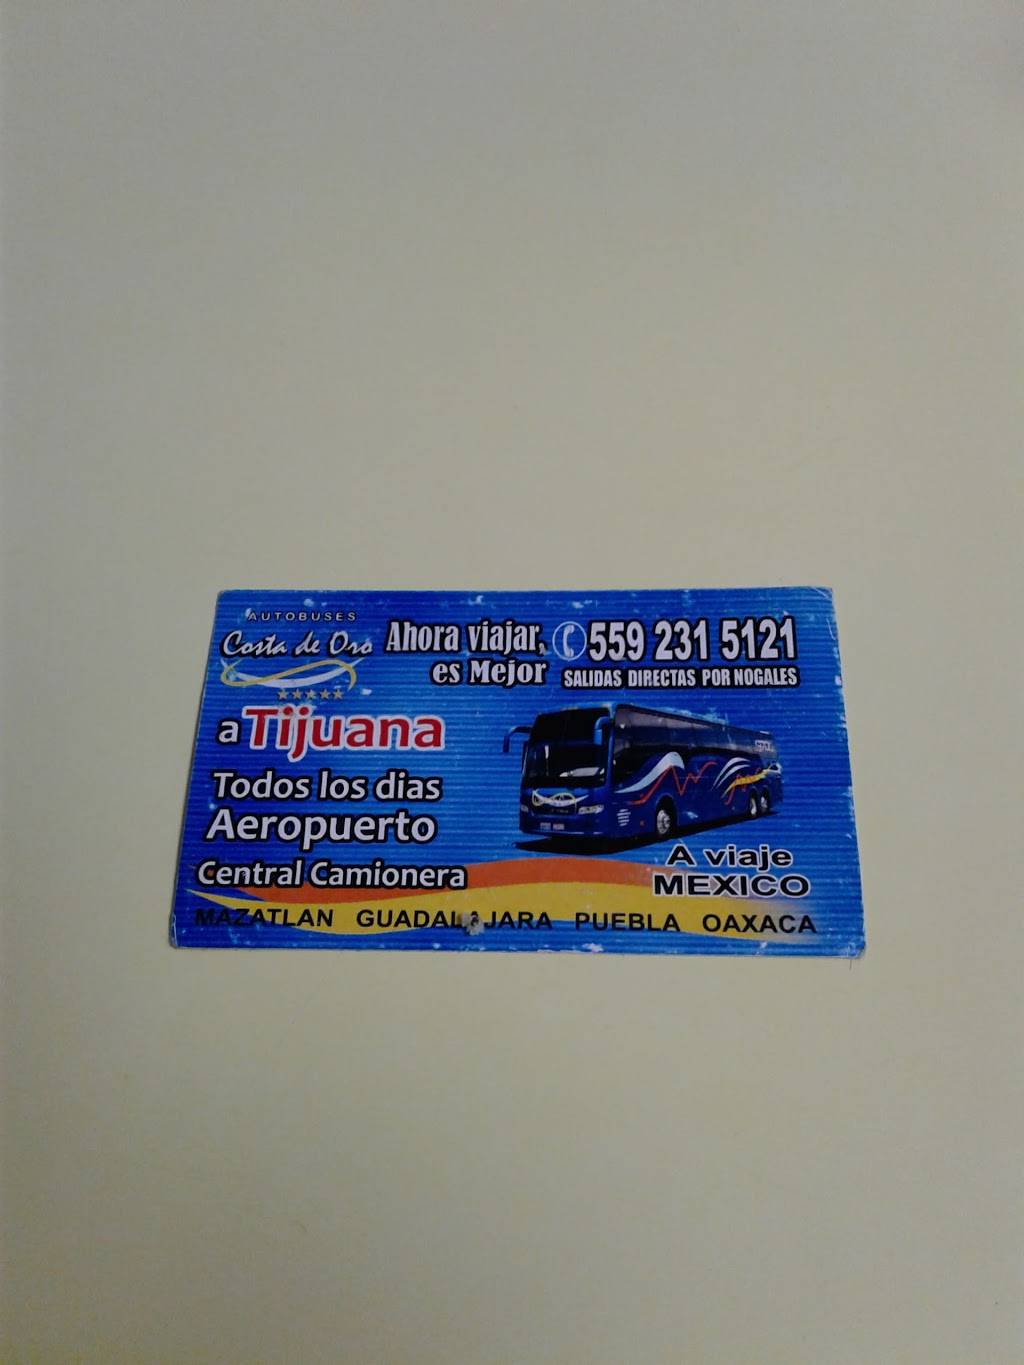 AUTOBUSES
Costa de Oro
Ahora viajar,
es Mejor
559 231 5121
SALIDAS DIRECTAS POR NOGALES
a Tijuana
Todos los dias
Aeropuerto
Central Camionera
A viaje
MEXICO
MAZATLAN GUADALAJARA PUEBLA OAXACA